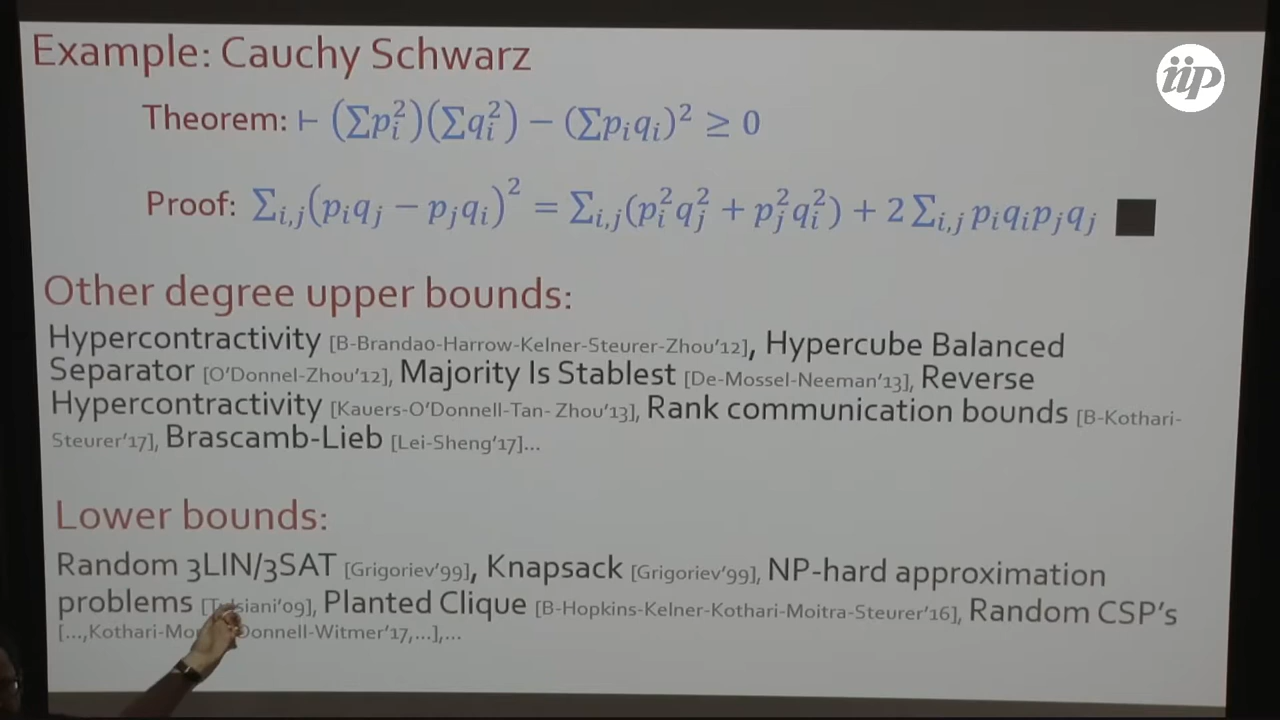 Example: Cauchy Schwarz
iip
Theorem: ⊢ (∑p_i^2)(∑q_i^2) − (∑p_iq_i)^2 ≥ 0
Proof: ∑_{i,j}(p_iq_j − p_jq_i)^2 = ∑_{i,j}(p_i^2q_j^2 + p_j^2q_i^2) + 2∑_{i,j} p_iq_ip_jq_j
Other degree upper bounds:
Hypercontractivity [B-Brandao-Harrow-Kelner-Steurer-Zhou'12], Hypercube Balanced
Separator [O'Donnel-Zhou'12], Majority Is Stablest [De-Mossel-Neeman'13], Reverse
Hypercontractivity [Kauers-O'Donnell-Tan- Zhou'13], Rank communication bounds [B-Kothari-
Steurer'17], Brascamb-Lieb [Lei-Sheng'17]...
Lower bounds:
Random 3LIN/3SAT [Grigoriev'99], Knapsack [Grigoriev'99], NP-hard approximation
problems Planted Clique [B-Hopkins-Kelner-Kothari-Moitra-Steurer'16], Random CSP's
[...,Kothari- Donnell-Witmer'17,...],...